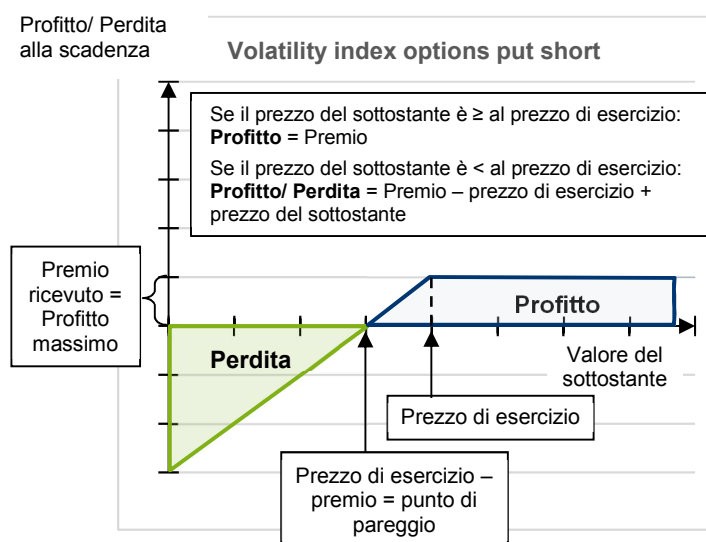 Profitto/ Perdita
alla scadenza
Volatility index options put short
Se il prezzo del sottostante è ≥ al prezzo di esercizio:
Profitto = Premio
Se il prezzo del sottostante è < al prezzo di esercizio:
Profitto/ Perdita = Premio – prezzo di esercizio +
prezzo del sottostante
Premio
ricevuto =
Profitto
massimo
Profitto
Perdita
Valore del
sottostante
Prezzo di esercizio
Prezzo di esercizio –
premio = punto di
pareggio